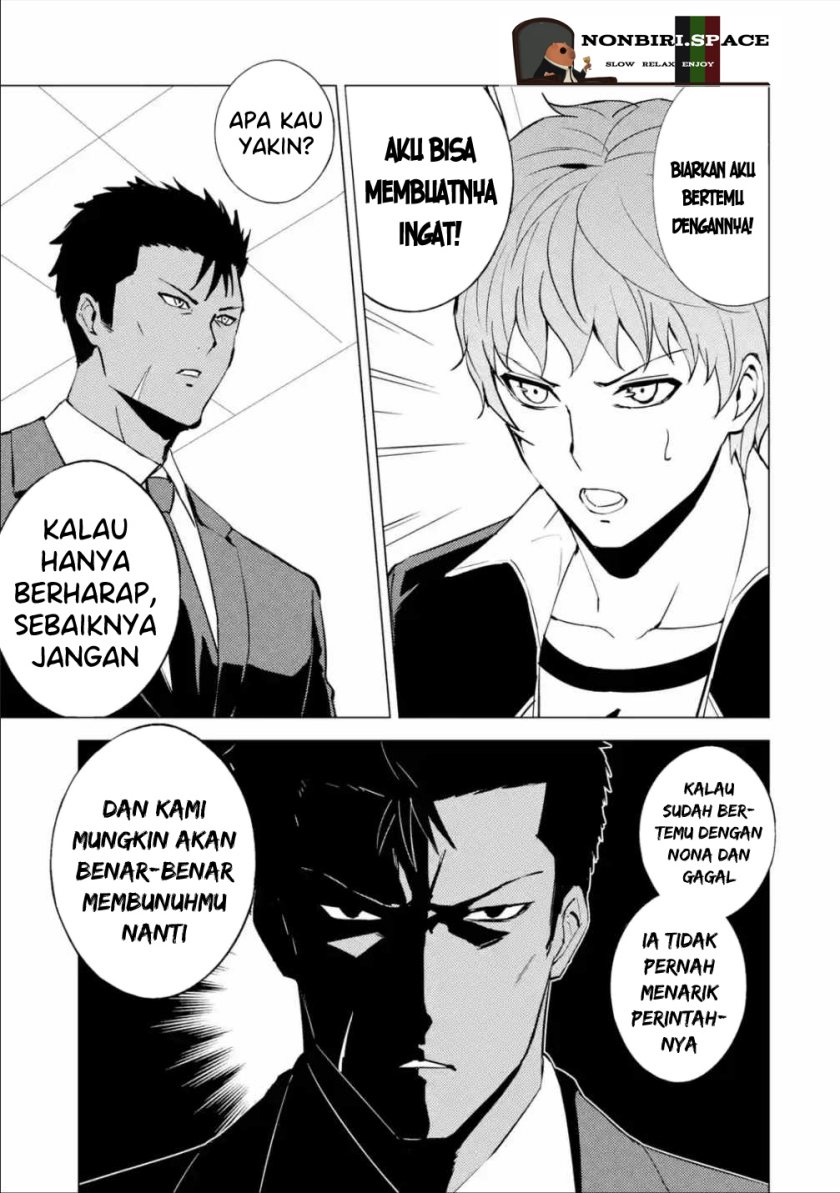 NONBIRI.SPACE
SLOW RELAX ENJOY
BIARKAN AKU
BERTEMU
DENGANNYA!
AKU BISA
MEMBUATNYA
INGAT!
APA KAU
YAKIN?
KALAU
HANYA
BERHARAP,
SEBAIKNYA
JANGAN
KALAU
SUDAH BER-
TEMU DENGAN
NONA DAN
GAGAL
IA TIDAK
PERNAH
MENARIK
PERINTAH-
NYA
DAN KAMI
MUNGKIN AKAN
BENAR-BENAR
MEMBUNUHMU
NANTI